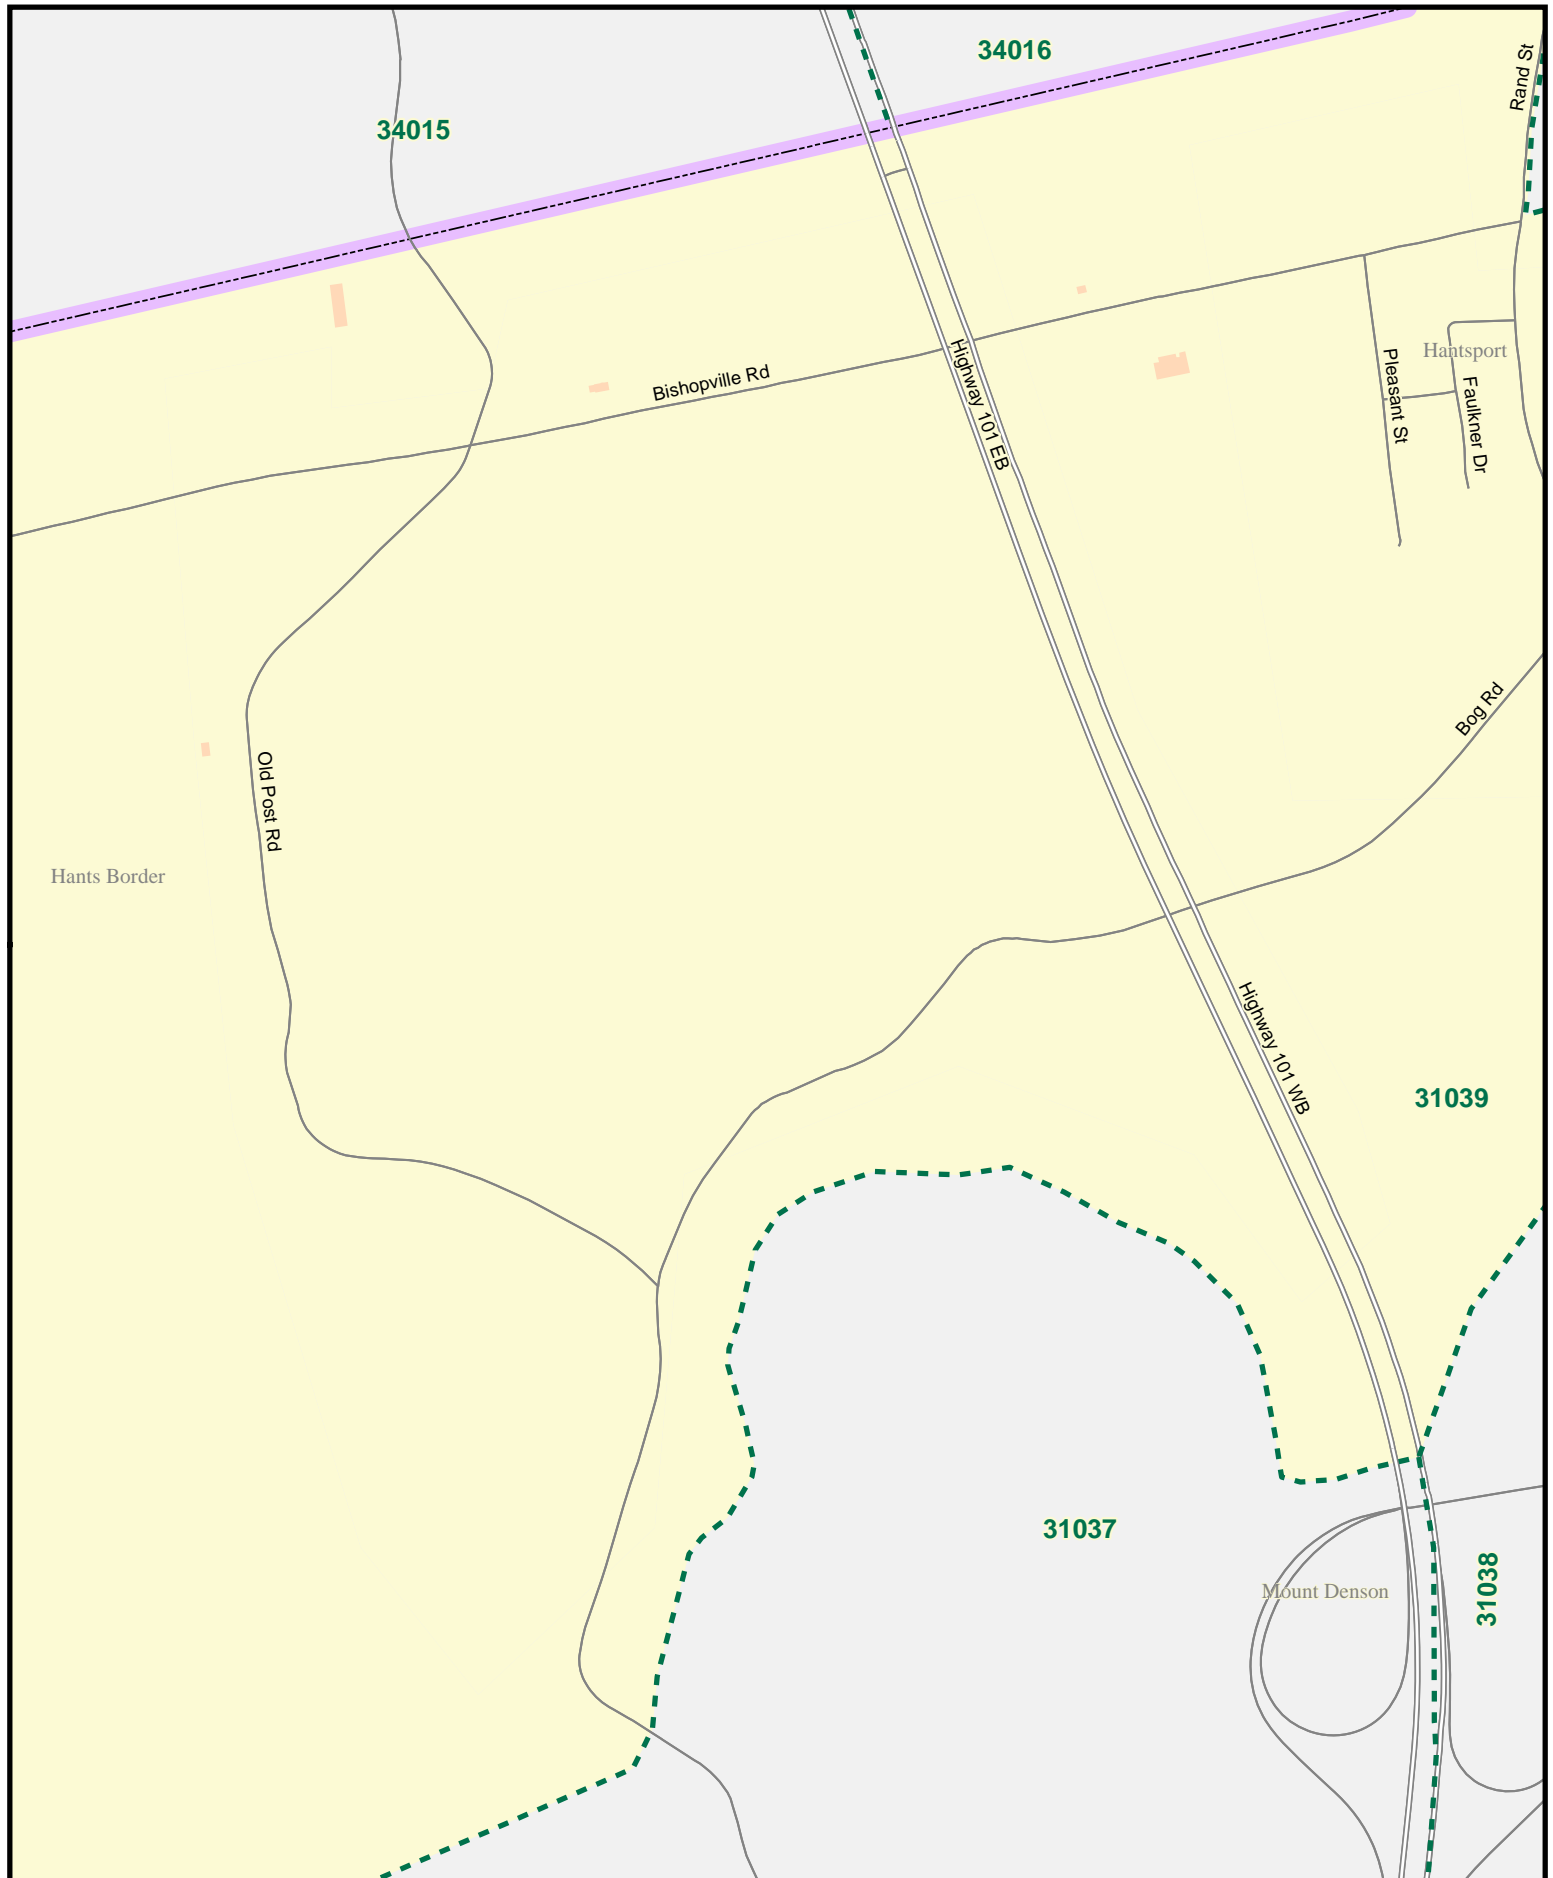 34016
Rand St
34015
Hantsport
Pleasant St
Faulkner Dr
Bishopville Rd
Highway 101 EB
Bog Rd
Old Post Rd
Hants Border
Highway 101 WB
31039
31037
Mount Denson
31038